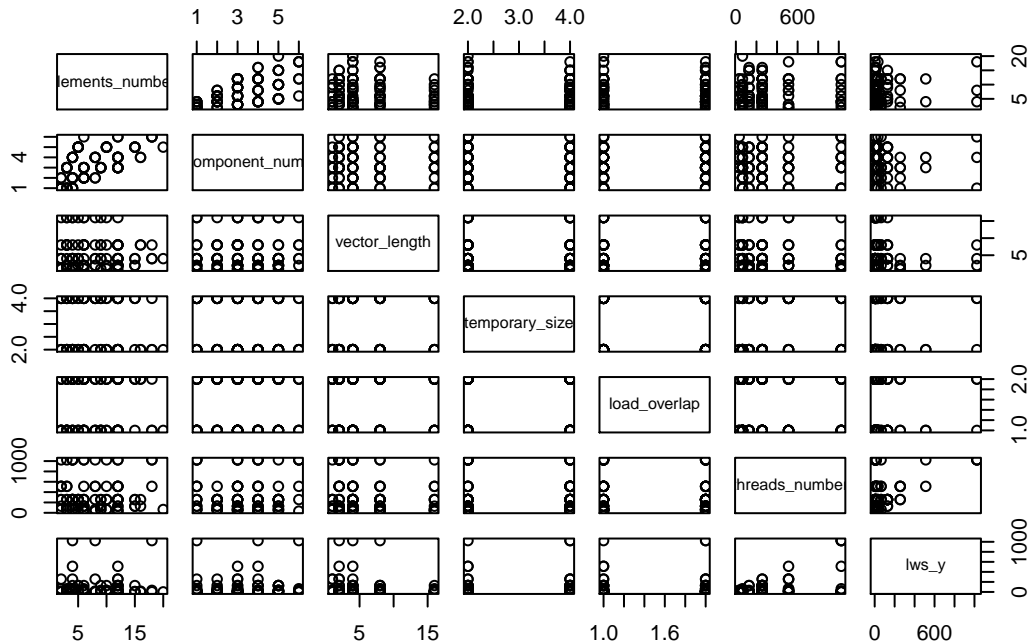 1 3 5 2.0 3.0 4.0 0 600
lements_numbe 5 20
1 4 omponent_num
vector_length 5
2.0 4.0 temporary_size
load_overlap 1.0 2.0
0 1000 hreads_number
lws_y 0 1000
5 15 5 15 1.0 1.6 0 600